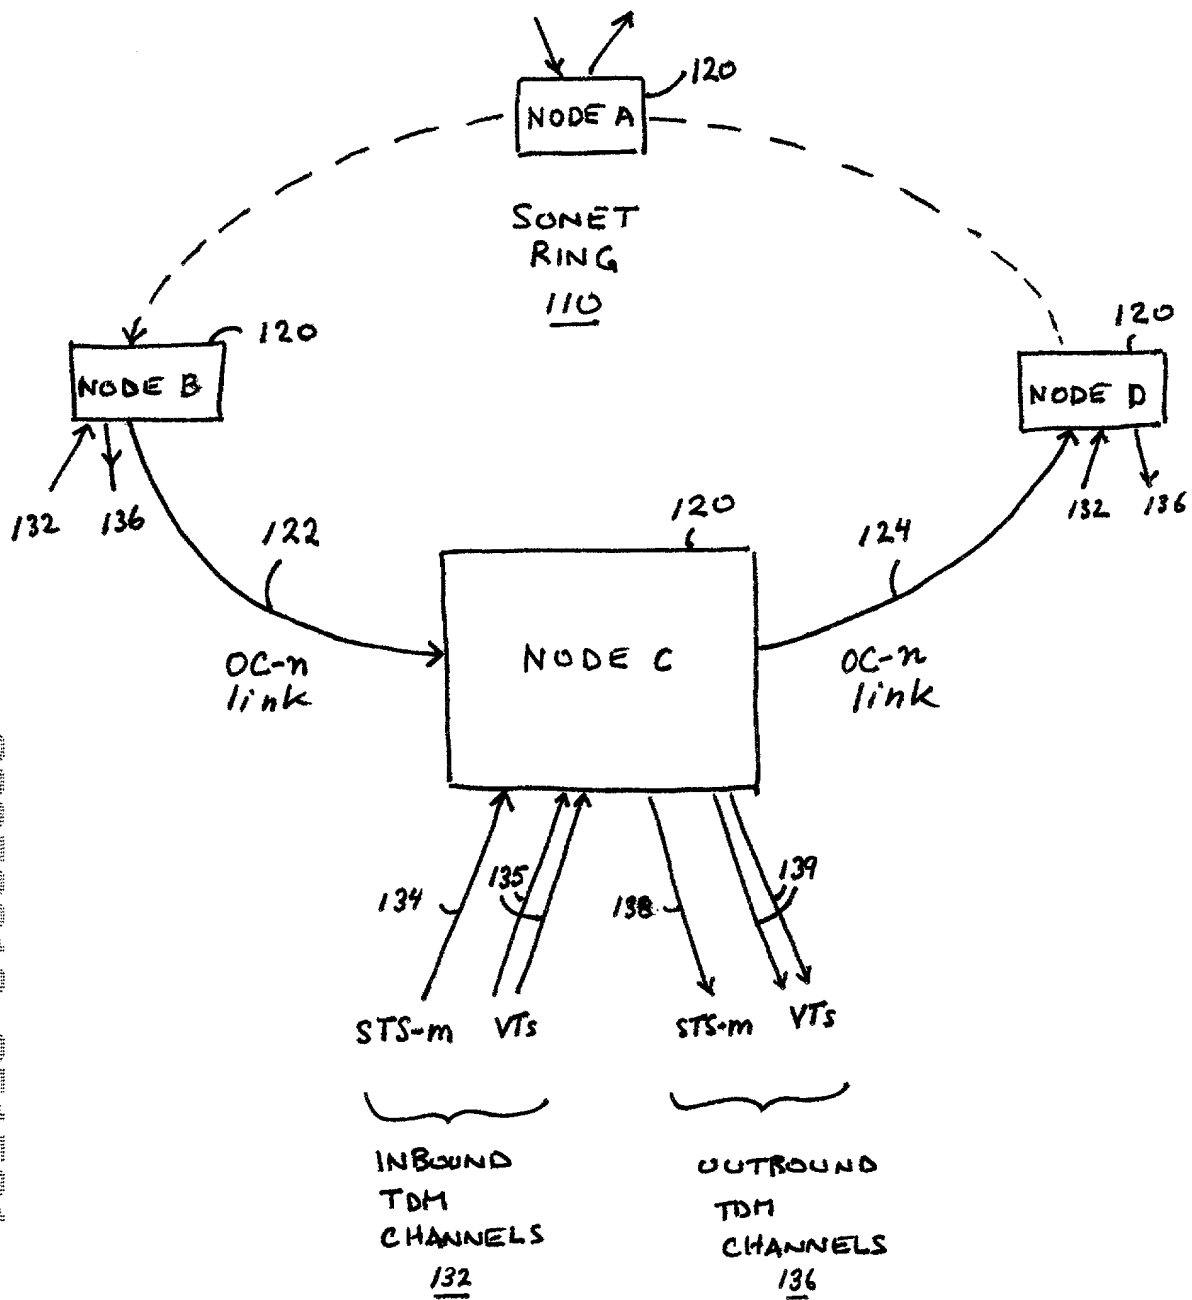 120
NODE A
SONET
RING
110
120
NODE B
132
136
120
NODE D
132
136
122
OC-n
link
120
NODE C
124
OC-n
link
134
135
138
139
STS-m
VTs
STS-m
VTs
INBOUND
TDM
CHANNELS
132
OUTBOUND
TDM
CHANNELS
136